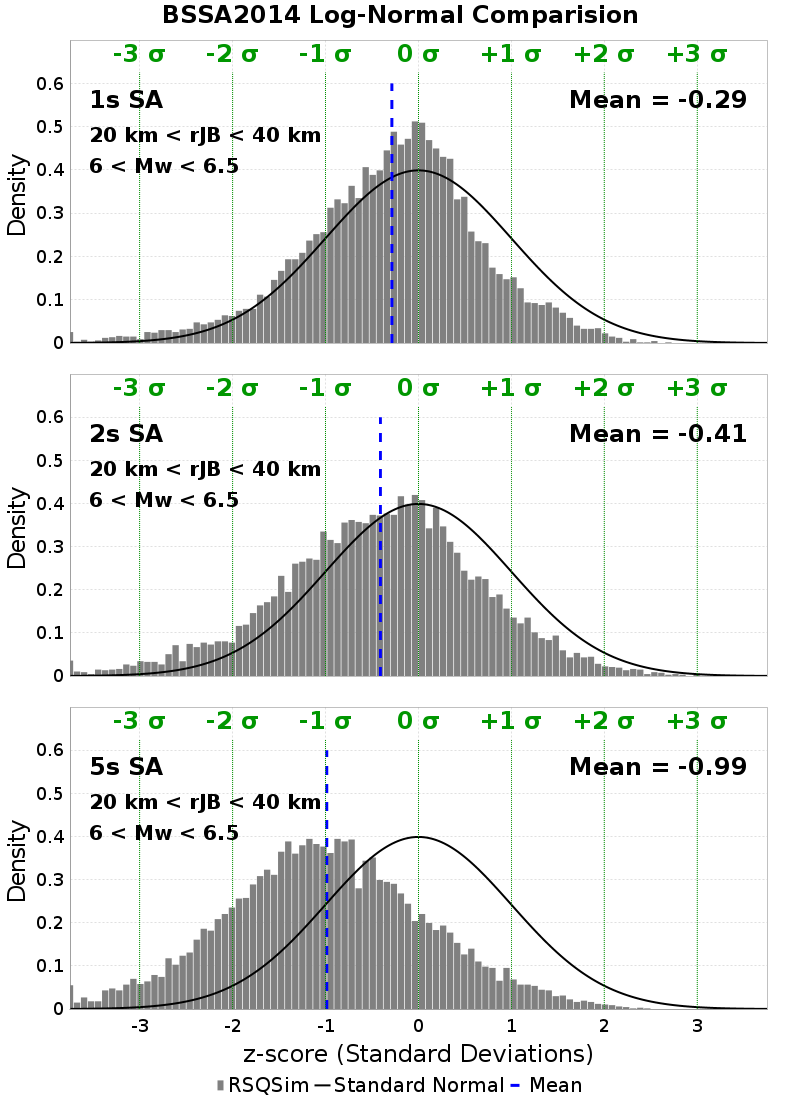 BSSA2014 Log-Normal Comparision
-3 σ -2 σ -1 σ 0 σ +1 σ +2 σ +3 σ
1s SA Mean = -0.29
20 km < rJB < 40 km
6 < Mw < 6.5
0.6
0.5
0.4
0.3
0.2
0.1
0
Density
-3 σ -2 σ -1 σ 0 σ +1 σ +2 σ +3 σ
2s SA Mean = -0.41
20 km < rJB < 40 km
6 < Mw < 6.5
0.6
0.5
0.4
0.3
0.2
0.1
0
Density
-3 σ -2 σ -1 σ 0 σ +1 σ +2 σ +3 σ
5s SA Mean = -0.99
20 km < rJB < 40 km
6 < Mw < 6.5
0.6
0.5
0.4
0.3
0.2
0.1
0
Density
-3 -2 -1 0 1 2 3
z-score (Standard Deviations)
RSQSim Standard Normal Mean